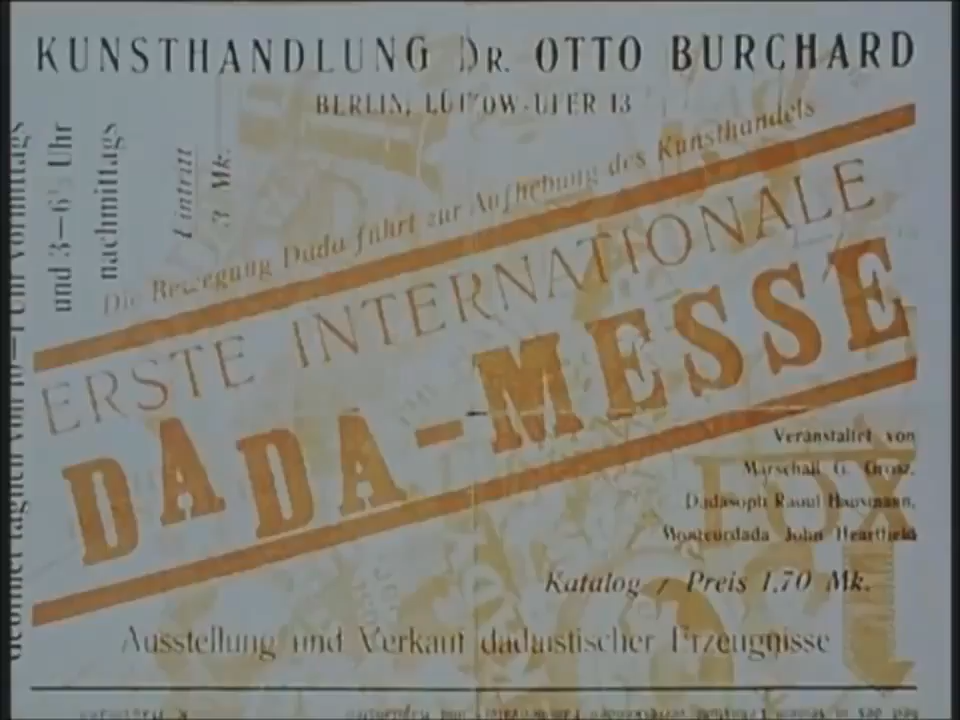 KUNSTHANDLUNG DR. OTTO BURCHARD
BERLIN, LÜTZOW-UFER 13
und 3—6½ Uhr
nachmittags
Eintritt
3 Mk.
Die Bewegung Dada führt zur Aufhebung des Kunsthandels
ERSTE INTERNATIONALE
DADA-MESSE
Veranstaltet von
Marschall G. Grosz,
Dadasoph Raoul Hausmann,
Monteurdada John Heartfield
Katalog / Preis 1,70 Mk.
Ausstellung und Verkauf dadaistischer Erzeugnisse